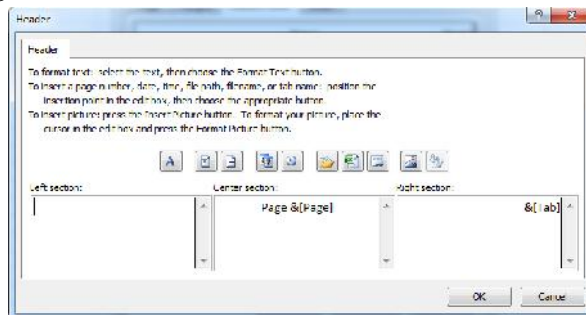 Header
Header
To format text: select the text, then choose the Format Text button.
To insert a page number, date, time, file path, filename, or tab name: position the
insertion point in the edit box, then choose the appropriate button.
To insert picture: press the Insert Picture button. To format your picture, place the
cursor in the edit box and press the Format Picture button.
A
Left section: Center section: Right section:
Page &[Page] &[Tab]
OK Cancel